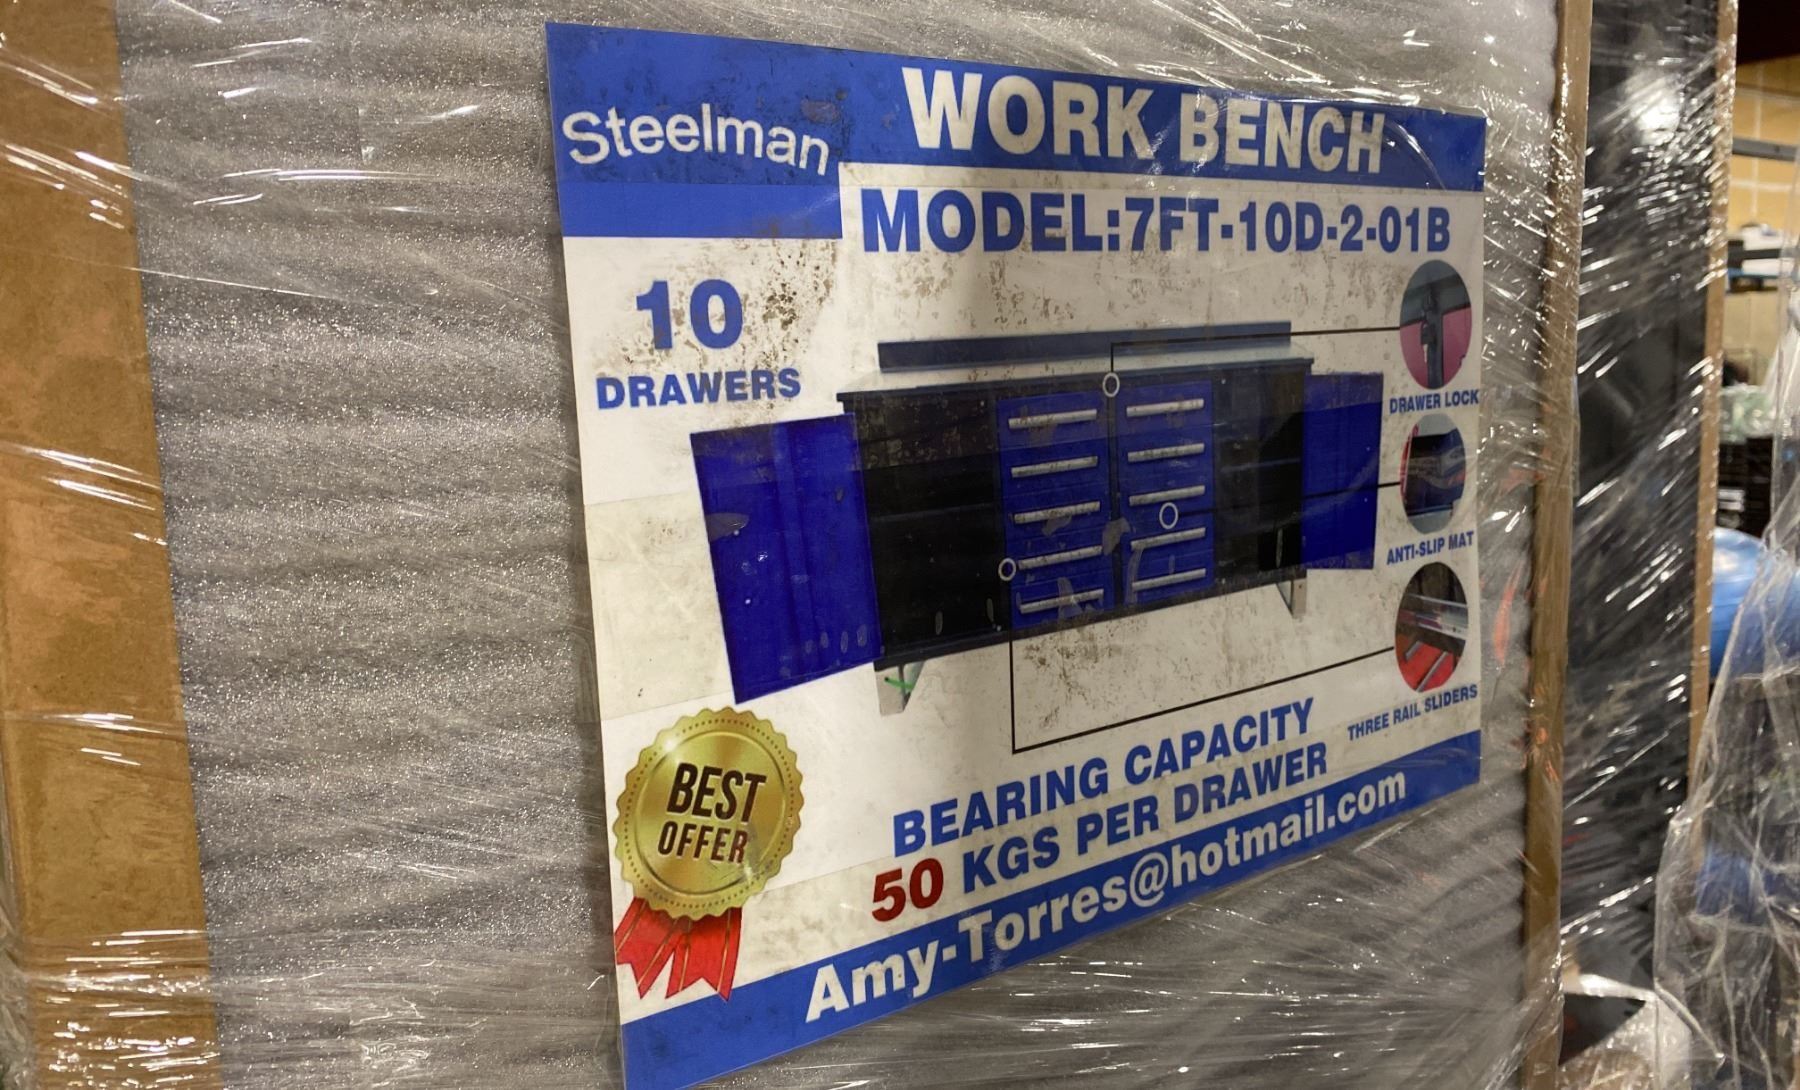 Steelman
WORK BENCH
MODEL:7FT-10D-2-01B
10
DRAWERS
DRAWER LOCK
ANTI-SLIP MAT
THREE RAIL SLIDERS
BEST
OFFER
BEARING CAPACITY
50 KGS PER DRAWER
Amy-Torres@hotmail.com